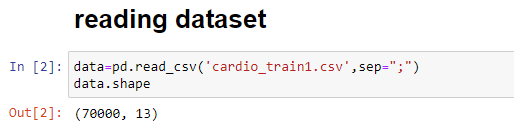 reading dataset
In [2]: data=pd.read_csv('cardio_train1.csv',sep=";")
data.shape
Out[2]: (70000, 13)